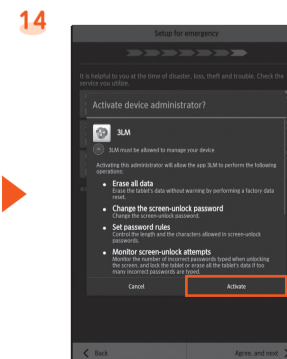 14
Setup for emergency
It is helpful to you at the time of disaster, loss, theft and trouble. Check the
service you utilize.
Activate device administrator?
3LM
3LM must be allowed to manage your device
Activating this administrator will allow the app 3LM to perform the following
operations:
• Erase all data
Erase the tablet's data without warning by performing a factory data
reset.
• Change the screen-unlock password
Change the screen-unlock password.
• Set password rules
Control the length and the characters allowed in screen-unlock
passwords.
• Monitor screen-unlock attempts
Monitor the number of incorrect passwords typed when unlocking
the screen, and lock the tablet or erase all the tablet's data if too
many incorrect passwords are typed.
Cancel
Activate
Back
Agree, and next